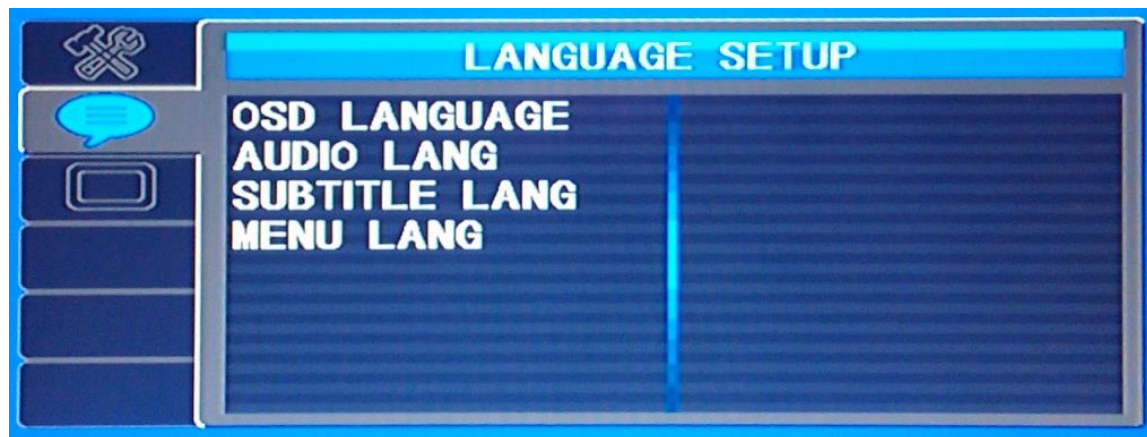 LANGUAGE SETUP
OSD LANGUAGE
AUDIO LANG
SUBTITLE LANG
MENU LANG